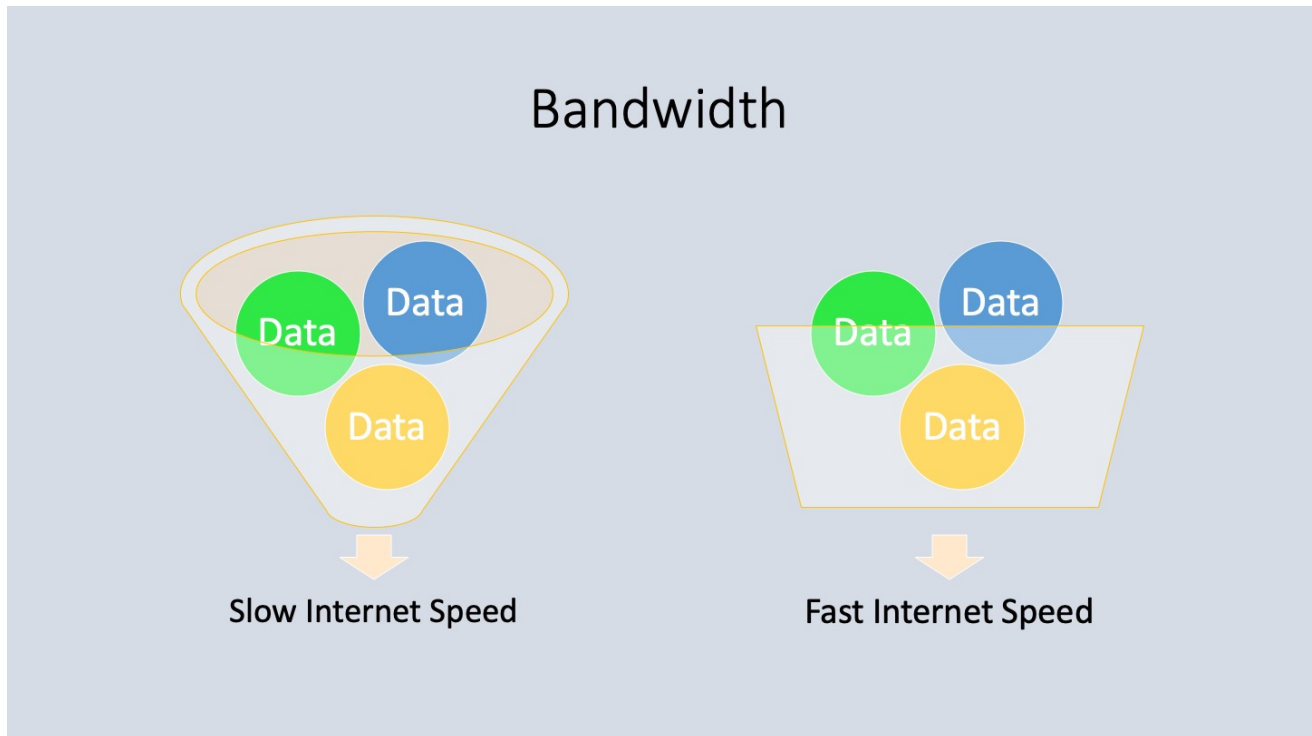 Bandwidth
Data
Data
Data
Slow Internet Speed
Data
Data
Data
Fast Internet Speed